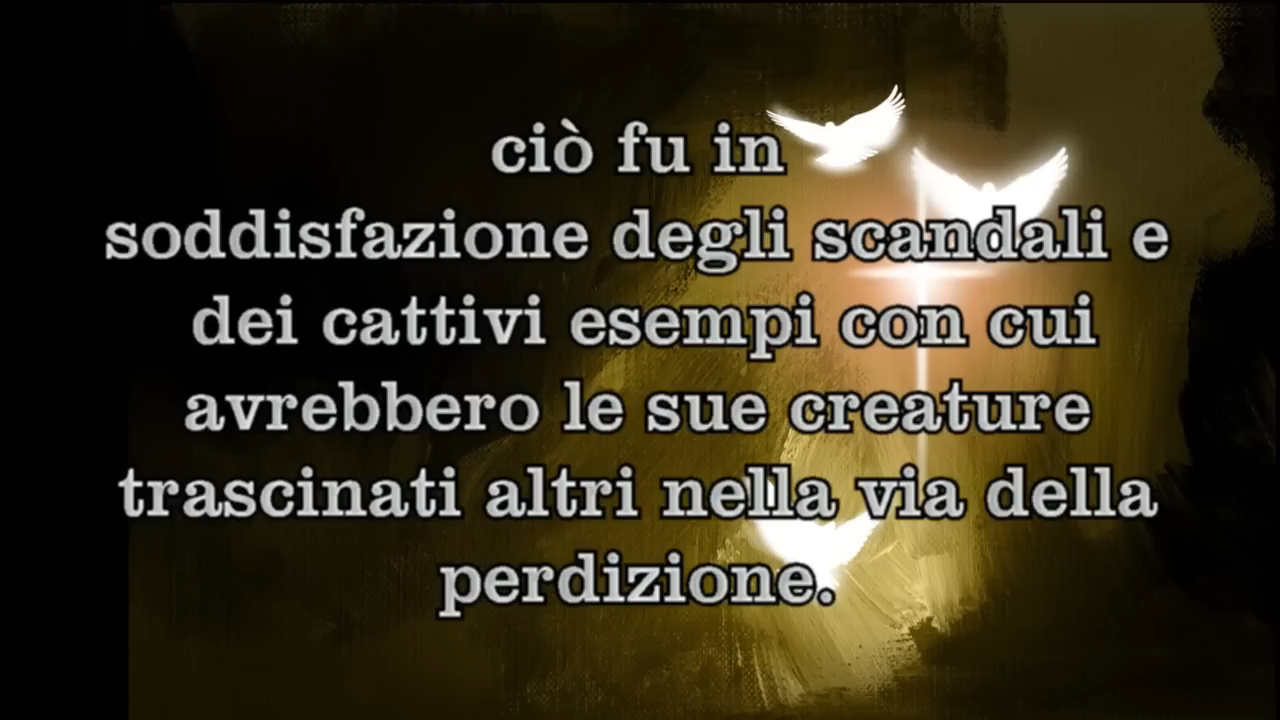 ciò fu in
soddisfazione degli scandali e
dei cattivi esempi con cui
avrebbero le sue creature
trascinati altri nella via della
perdizione.